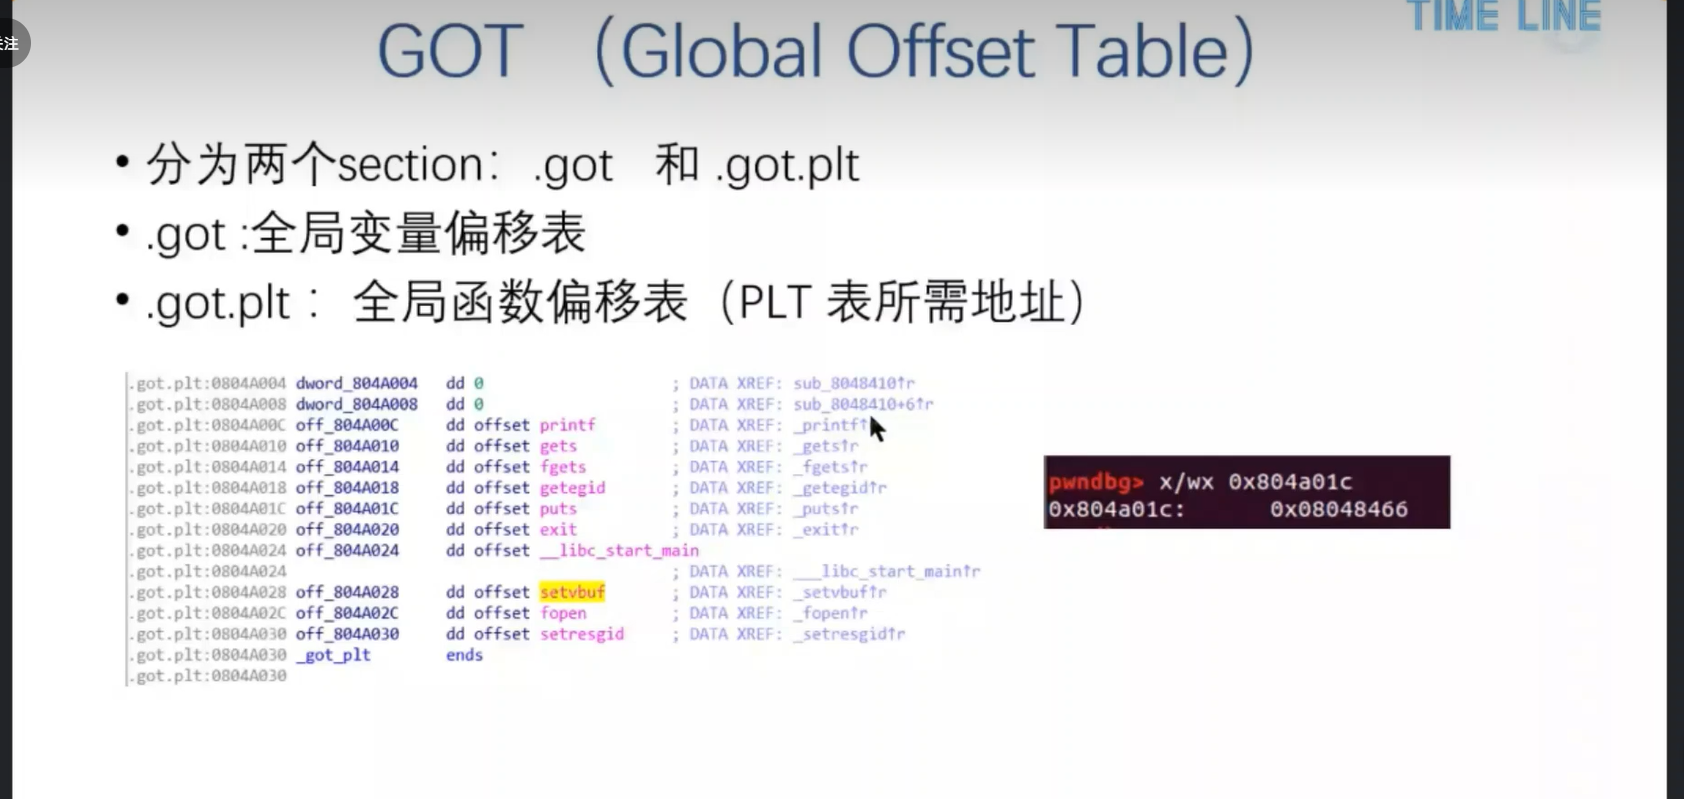 TIME LINE
关注
GOT （Global Offset Table）
• 分为两个section：.got 和 .got.plt
• .got :全局变量偏移表
• .got.plt： 全局函数偏移表（PLT 表所需地址）
.got.plt:0804A004 dword_804A004 dd 0 ; DATA XREF: sub_8048410↑r
.got.plt:0804A008 dword_804A008 dd 0 ; DATA XREF: sub_8048410+6↑r
.got.plt:0804A00C off_804A00C dd offset printf ; DATA XREF: _printf↑
.got.plt:0804A010 off_804A010 dd offset gets ; DATA XREF: _gets↑r
.got.plt:0804A014 off_804A014 dd offset fgets ; DATA XREF: _fgets↑r
.got.plt:0804A018 off_804A018 dd offset getegid ; DATA XREF: _getegid↑r
.got.plt:0804A01C off_804A01C dd offset puts ; DATA XREF: _puts↑r
.got.plt:0804A020 off_804A020 dd offset exit ; DATA XREF: _exit↑r
.got.plt:0804A024 off_804A024 dd offset __libc_start_main
.got.plt:0804A024 ; DATA XREF: ___libc_start_main↑r
.got.plt:0804A028 off_804A028 dd offset setvbuf ; DATA XREF: _setvbuf↑r
.got.plt:0804A02C off_804A02C dd offset fopen ; DATA XREF: _fopen↑r
.got.plt:0804A030 off_804A030 dd offset setresgid ; DATA XREF: _setresgid↑r
.got.plt:0804A030 _got_plt ends
.got.plt:0804A030
pwndbg> x/wx 0x804a01c
0x804a01c: 0x08048466